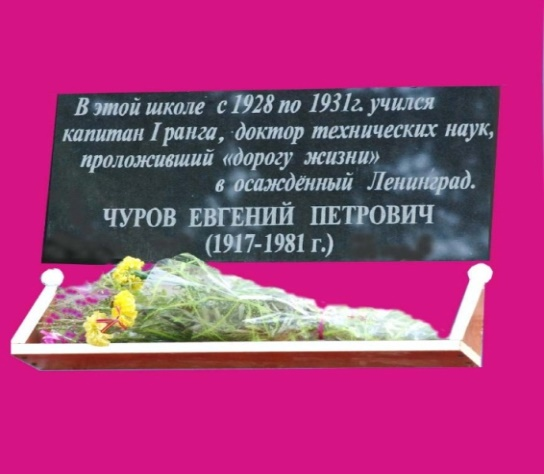 В этой школе с 1928 по 1931г. учился
капитан I ранга, доктор технических наук,
проложивший «дорогу жизни»
в осаждённый Ленинград.
ЧУРОВ ЕВГЕНИЙ ПЕТРОВИЧ
(1917-1981 г.)